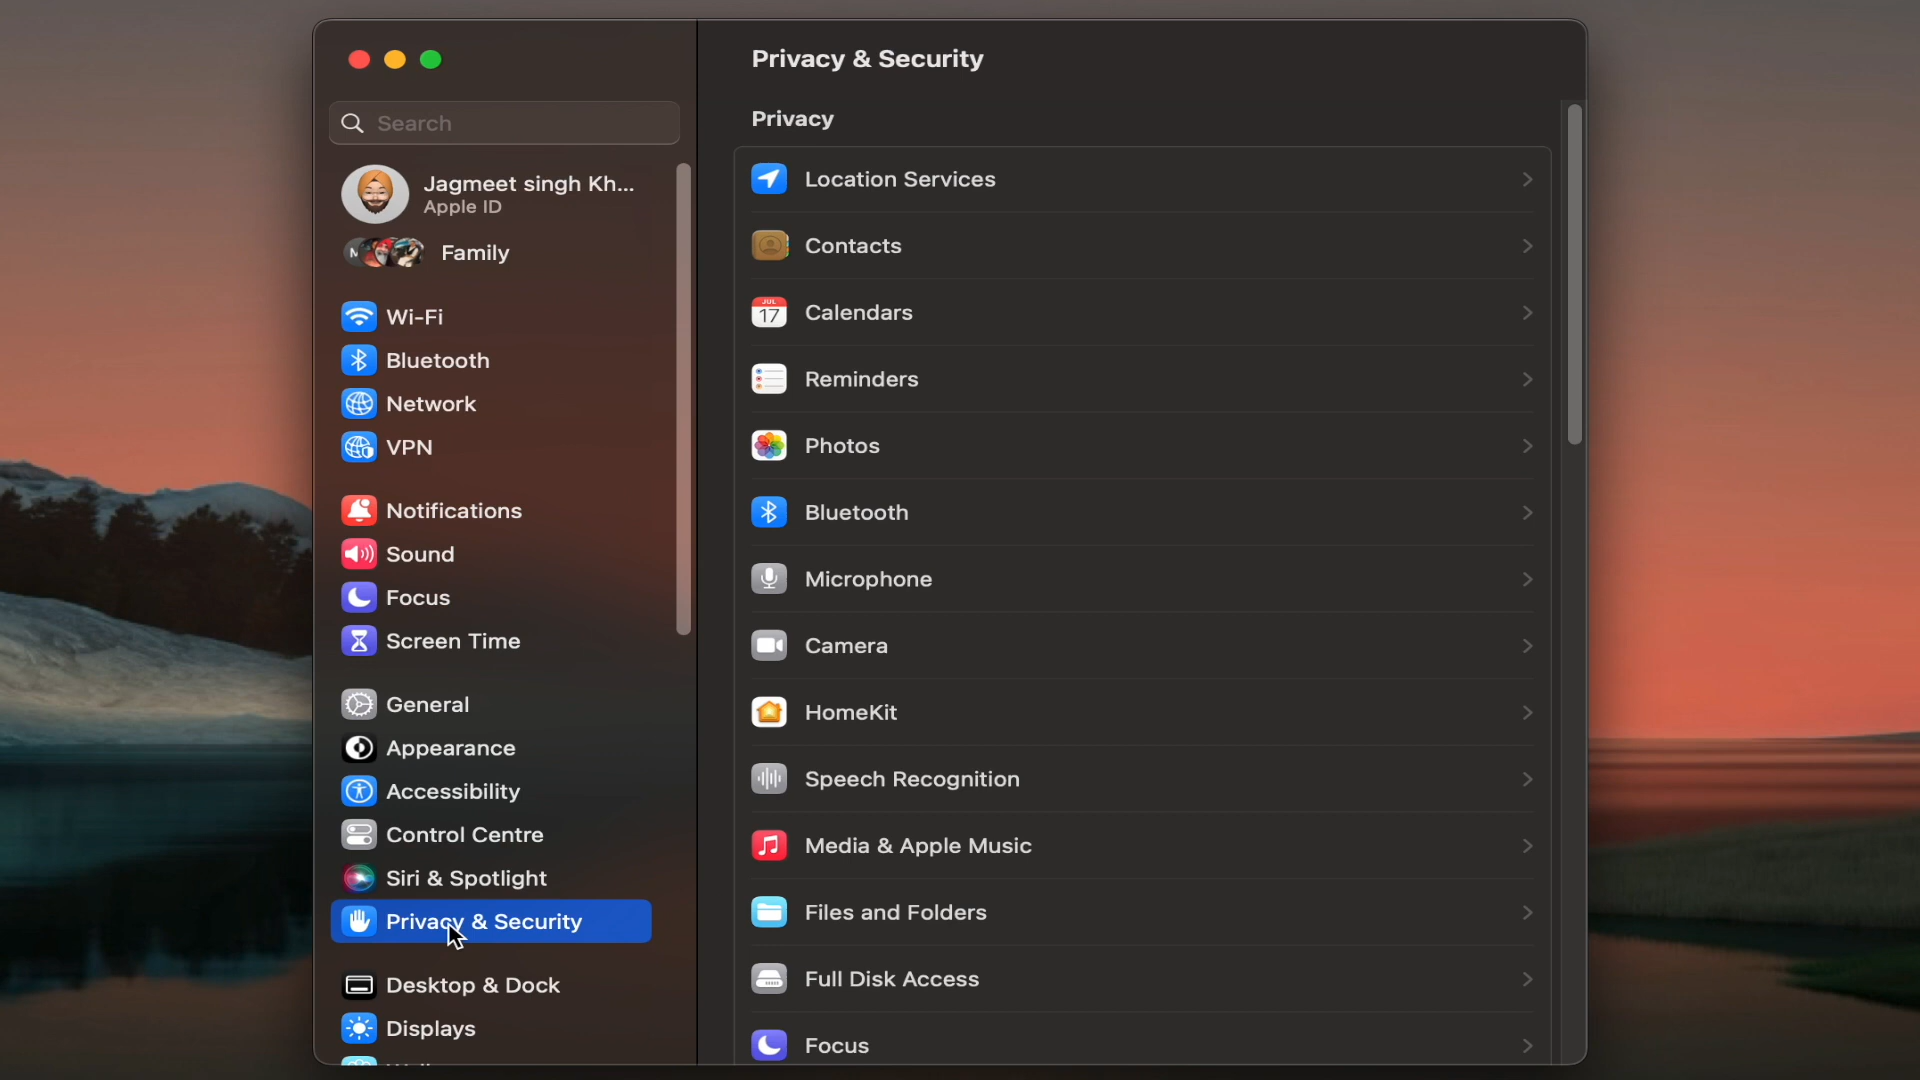 Privacy & Security
Search
Jagmeet singh Kh...
Apple ID
Family
Wi-Fi
Bluetooth
Network
VPN
Notifications
Sound
Focus
Screen Time
General
Appearance
Accessibility
Control Centre
Siri & Spotlight
Privacy & Security
Desktop & Dock
Displays
Privacy
Location Services
Contacts
JUL
17
Calendars
Reminders
Photos
Bluetooth
Microphone
Camera
HomeKit
Speech Recognition
Media & Apple Music
Files and Folders
Full Disk Access
Focus